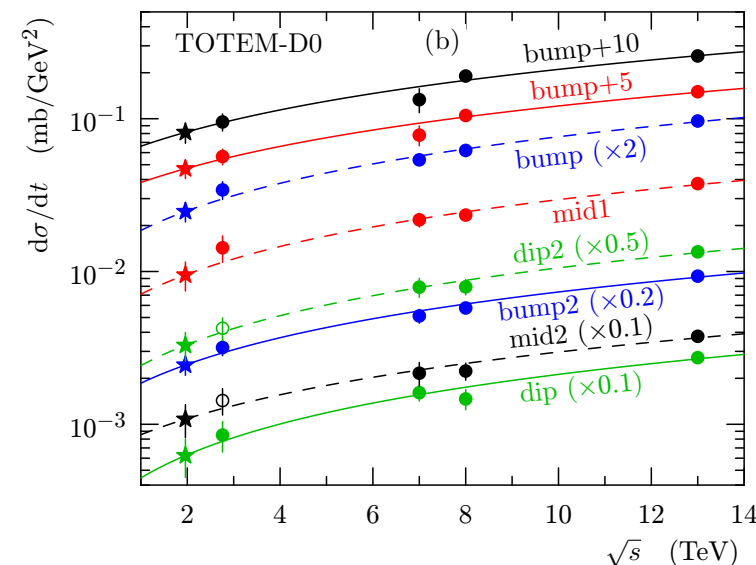 TOTEM-D0
(b)
bump+10
bump+5
bump (×2)
mid1
dip2 (×0.5)
bump2 (×0.2)
mid2 (×0.1)
dip (×0.1)
dσ/dt (mb/GeV²)
10⁻¹
10⁻²
10⁻³
2 4 6 8 10 12 14
√s (TeV)